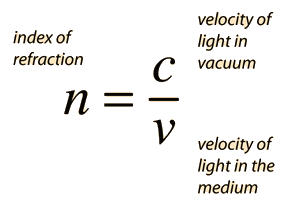 index of
refraction
n = c/v
velocity of
light in
vacuum
velocity of
light in the
medium